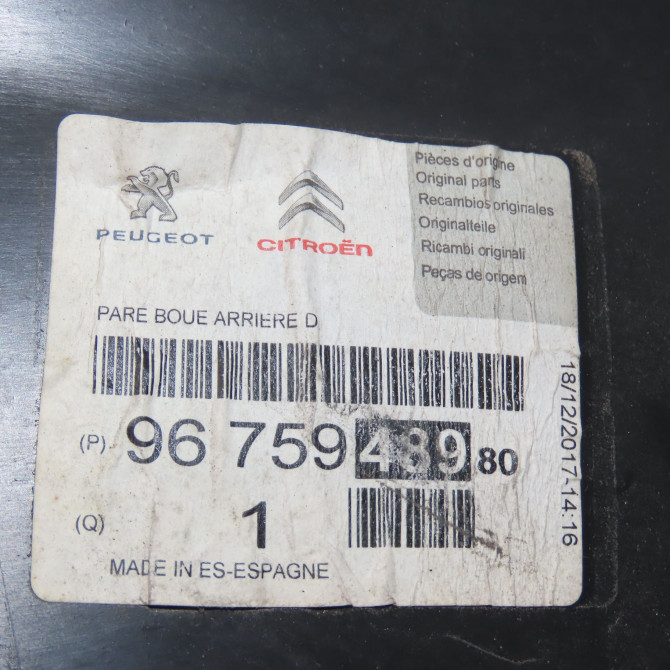 PEUGEOT
CITROËN
Pièces d'origine
Original parts
Recambios originales
Originalteile
Ricambi originali
Peças de origem
PARE BOUE ARRIERE D
(P) 96 759 489 80
(Q) 1
MADE IN ES-ESPAGNE
18/12/2017-14:16